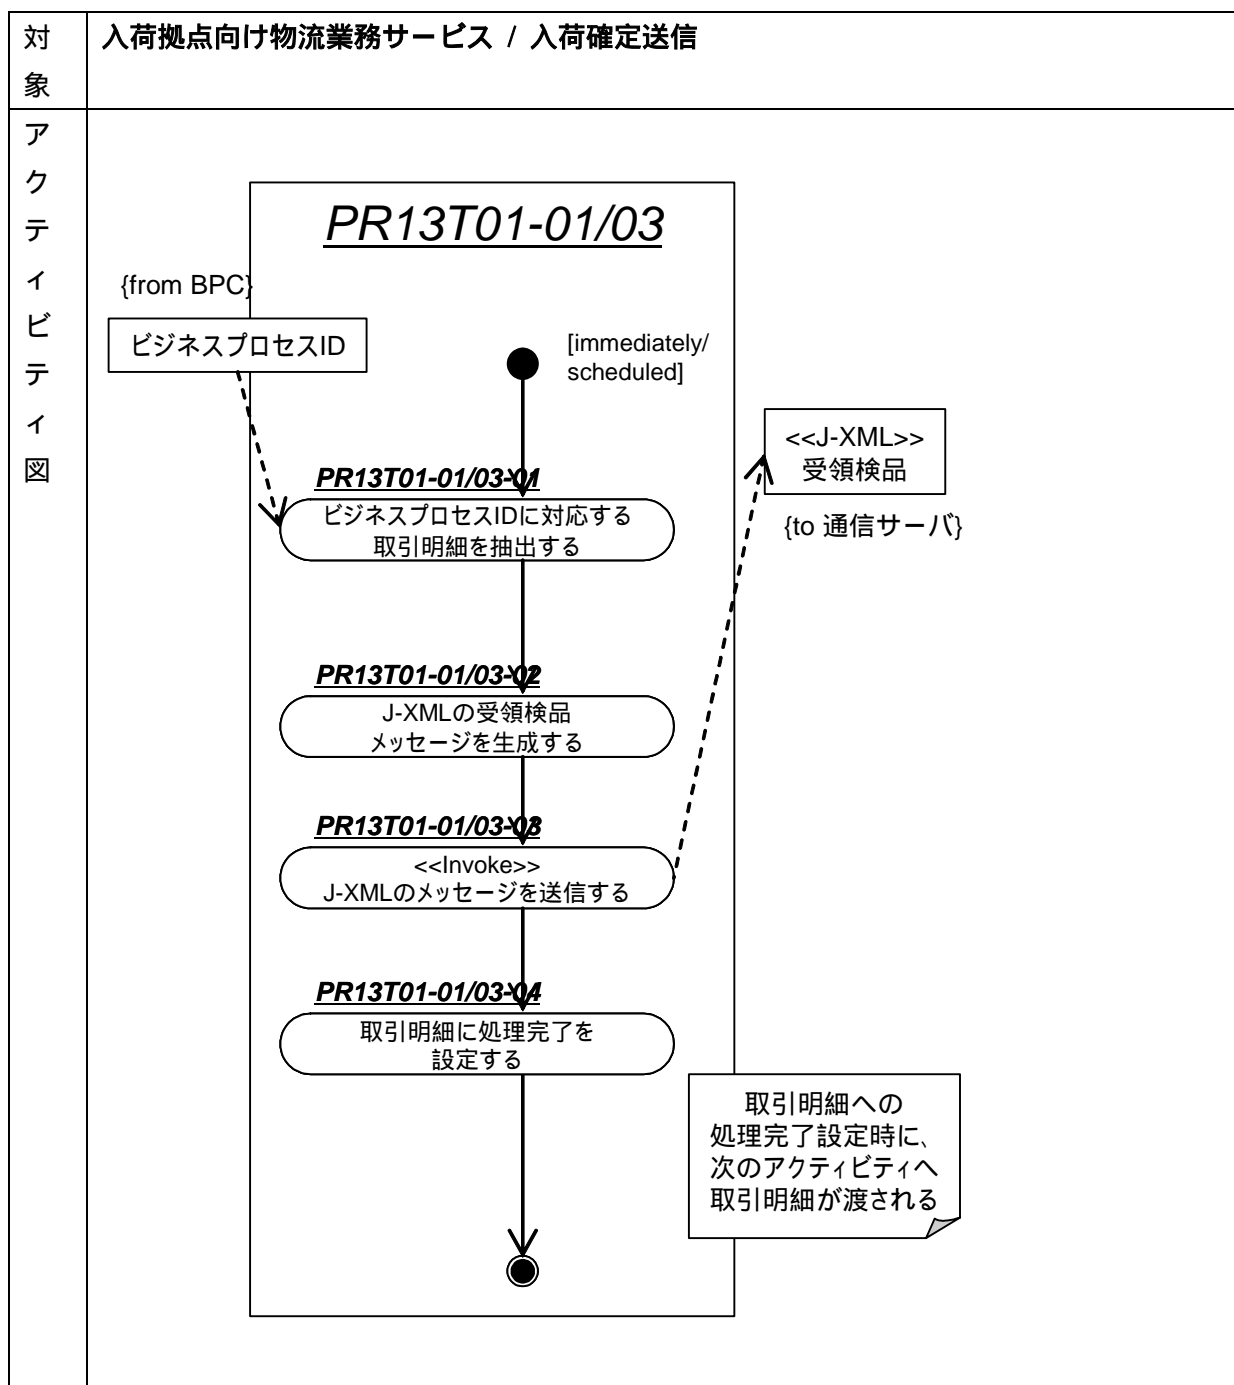 対
象
入荷拠点向け物流業務サービス / 入荷確定送信
ア
ク
テ
ィ
ビ
テ
ィ
図
PR13T01-01/03
{from BPC}
ビジネスプロセスID
[immediately/
scheduled]
<<J-XML>>
受領検品
{to 通信サーバ}
PR13T01-01/03-01
ビジネスプロセスIDに対応する
取引明細を抽出する
PR13T01-01/03-02
J-XMLの受領検品
メッセージを生成する
PR13T01-01/03-03
<<Invoke>>
J-XMLのメッセージを送信する
PR13T01-01/03-04
取引明細に処理完了を
設定する
取引明細への
処理完了設定時に、
次のアクティビティへ
取引明細が渡される